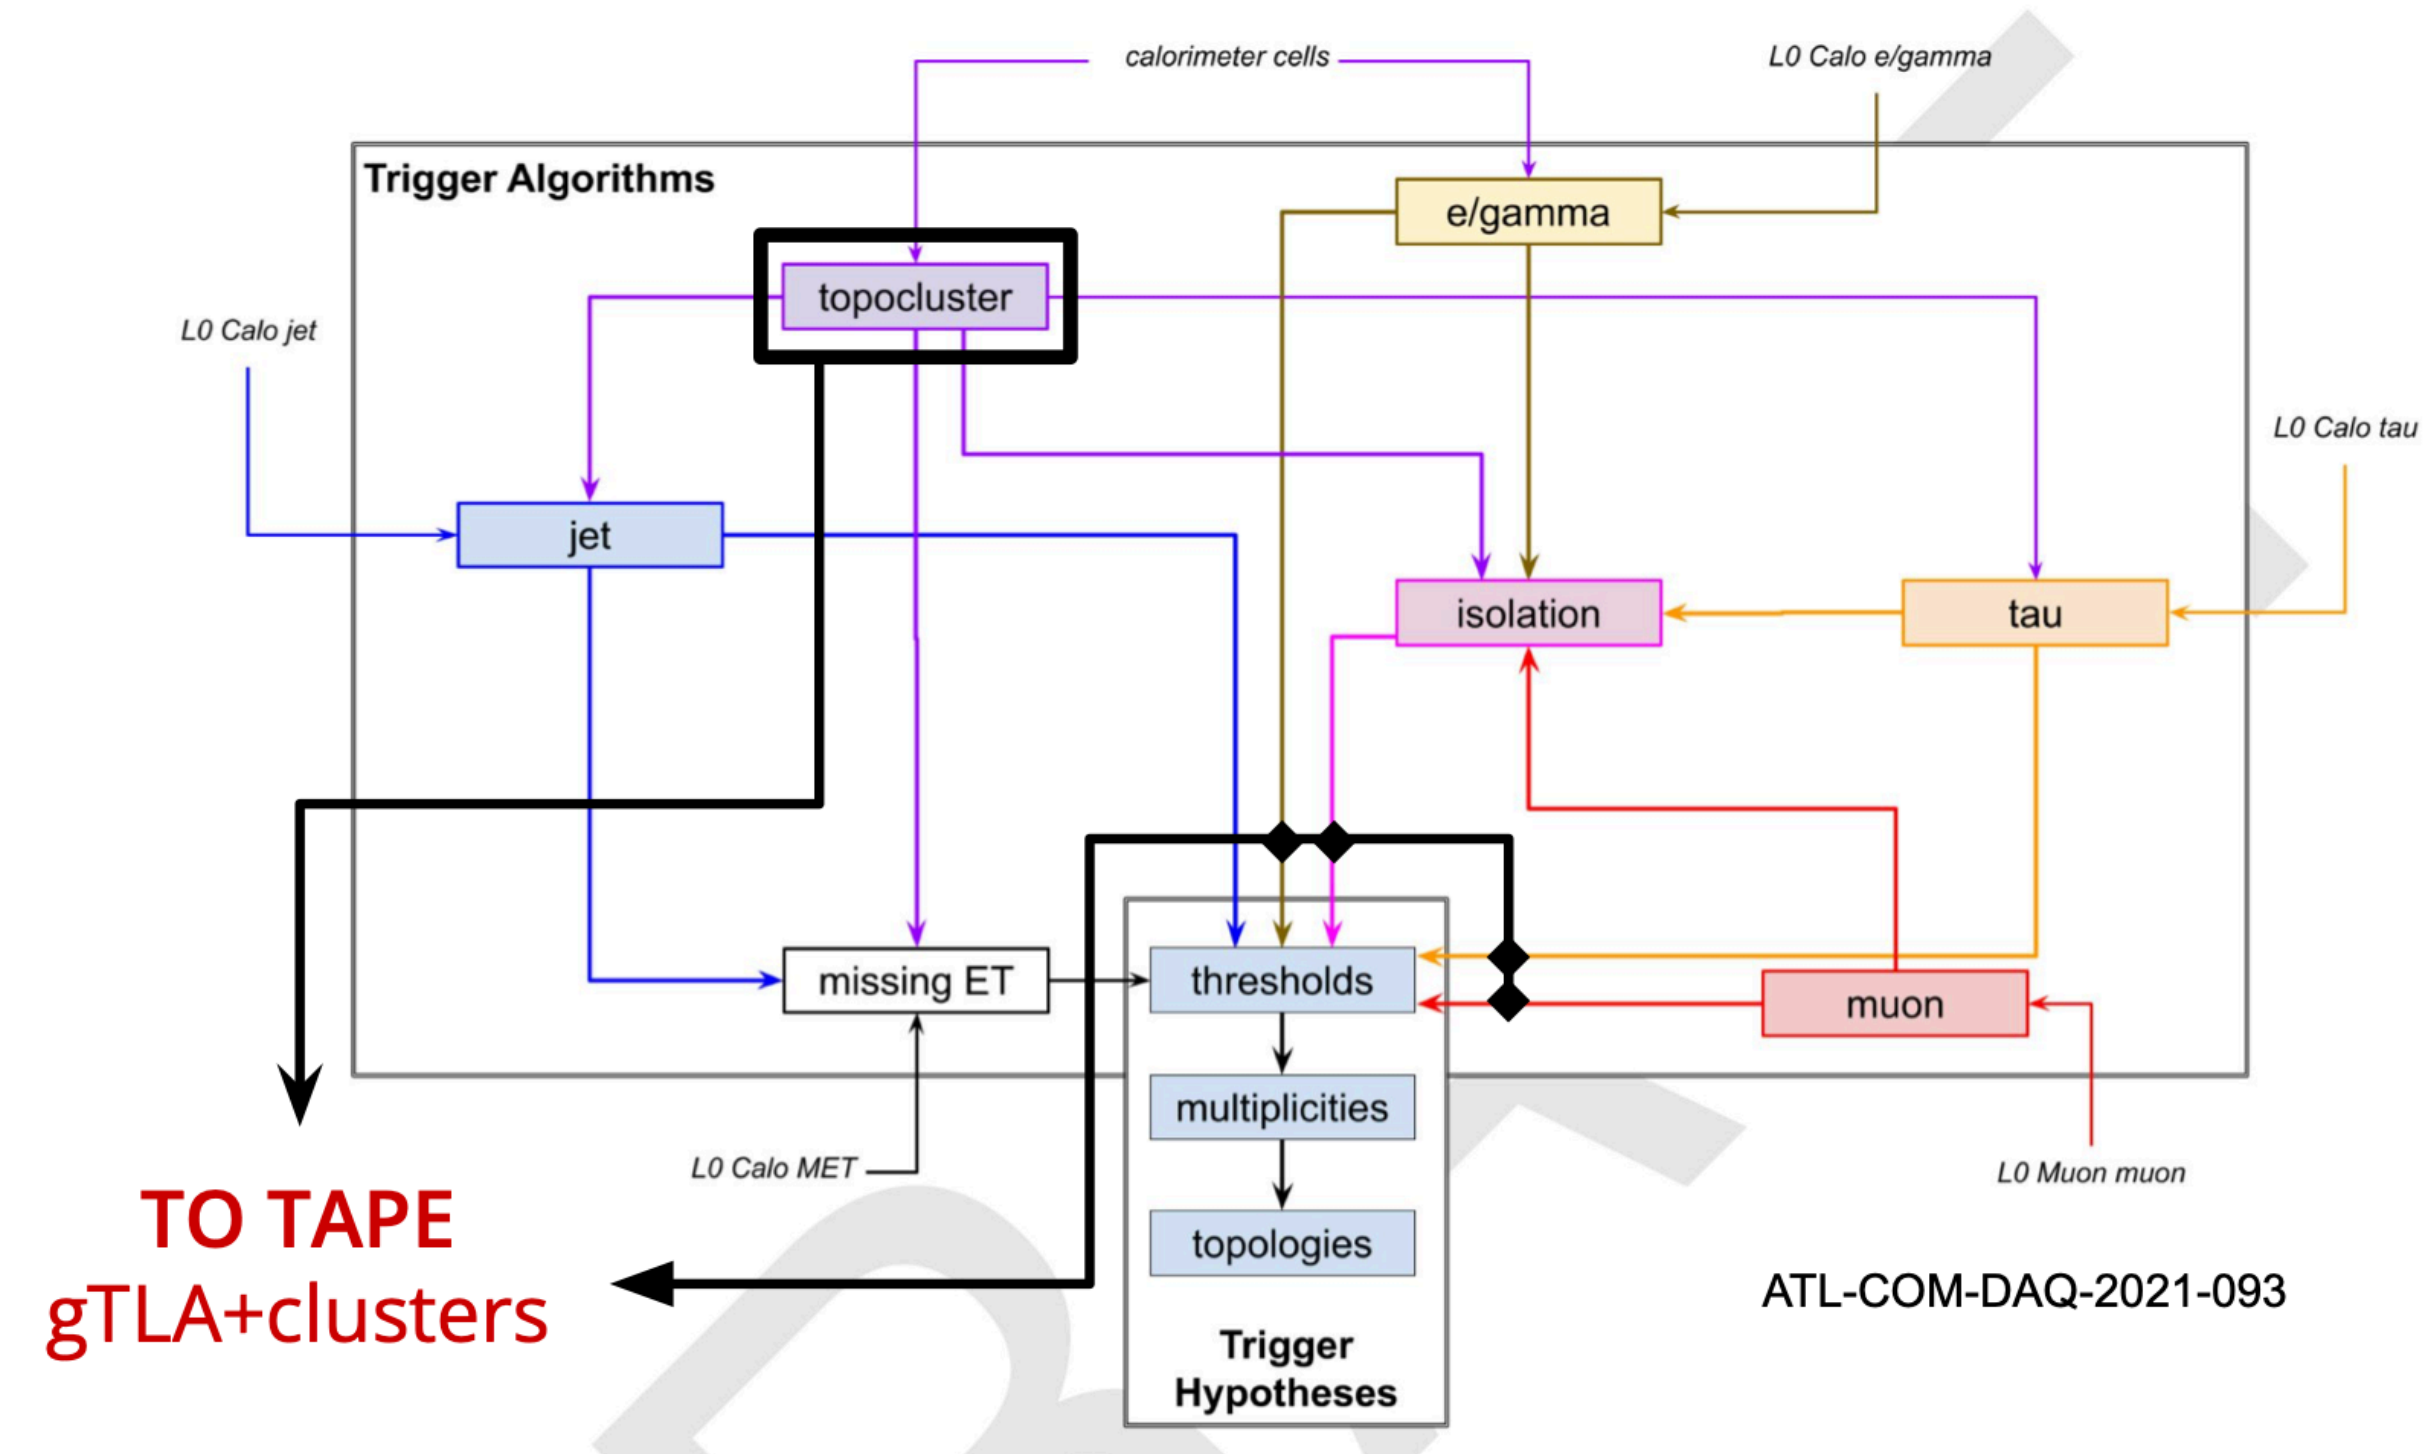 calorimeter cells
L0 Calo e/gamma
Trigger Algorithms
e/gamma
topocluster
L0 Calo jet
L0 Calo tau
jet
isolation
tau
missing ET
thresholds
muon
multiplicities
L0 Calo MET
L0 Muon muon
TO TAPE
gTLA+clusters
topologies
ATL-COM-DAQ-2021-093
Trigger
Hypotheses